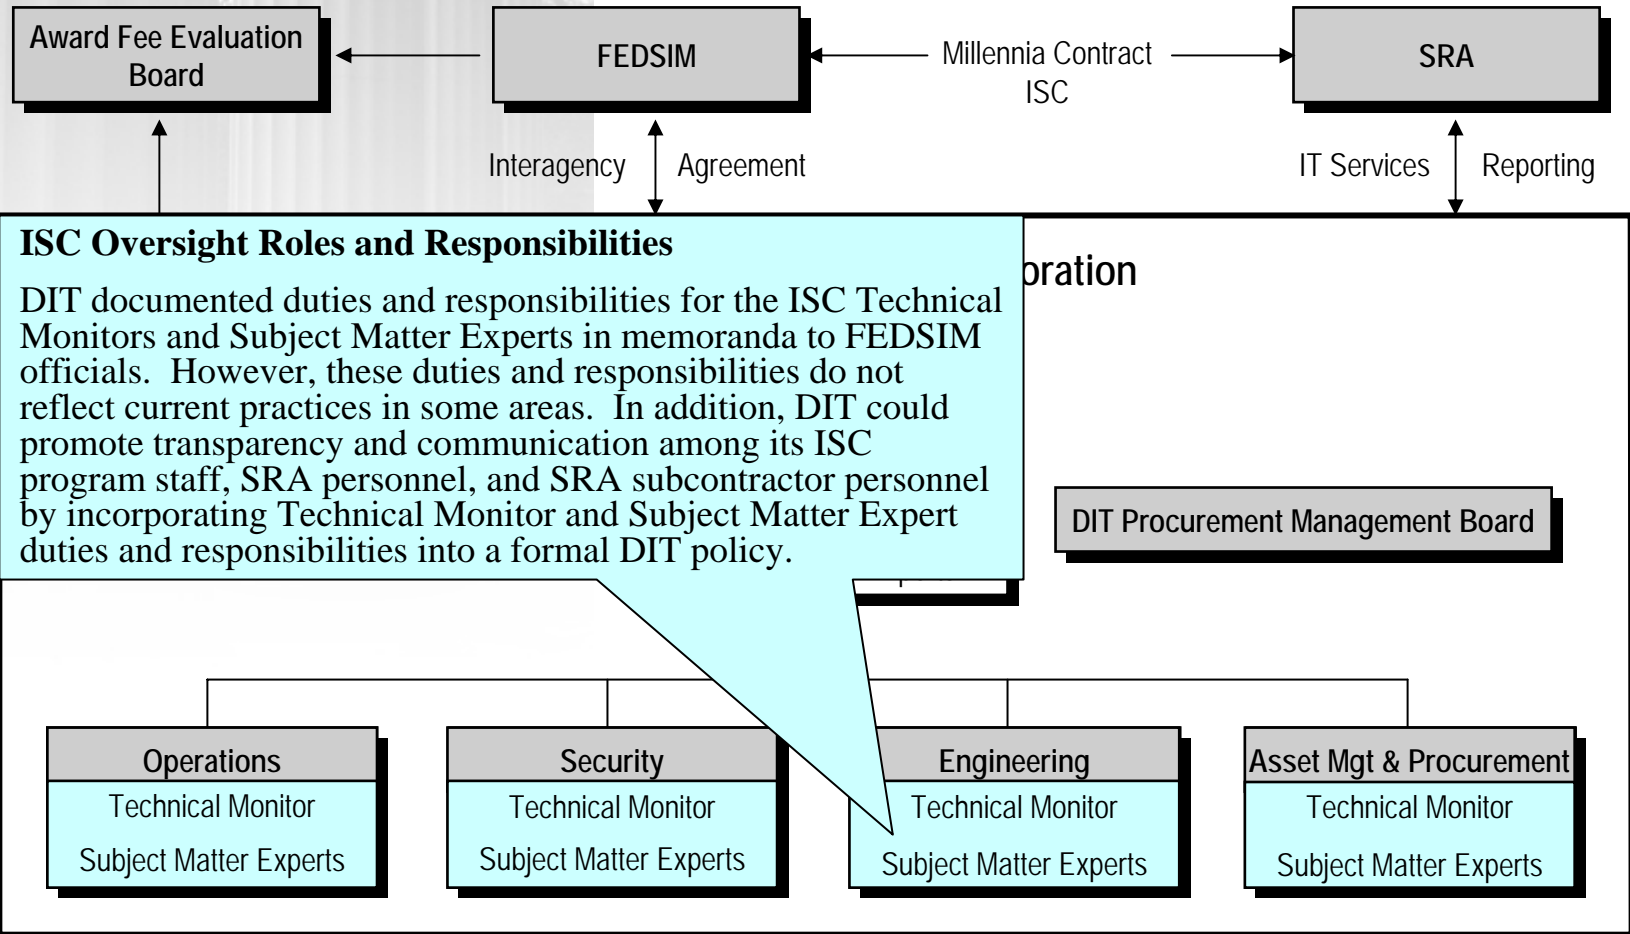 Award Fee Evaluation
Board
FEDSIM
Millennia Contract
ISC
SRA
Interagency
Agreement
IT Services
Reporting
ISC Oversight Roles and Responsibilities
DIT documented duties and responsibilities for the ISC Technical
Monitors and Subject Matter Experts in memoranda to FEDSIM
officials.  However, these duties and responsibilities do not
reflect current practices in some areas.  In addition, DIT could
promote transparency and communication among its ISC
program staff, SRA personnel, and SRA subcontractor personnel
by incorporating Technical Monitor and Subject Matter Expert
duties and responsibilities into a formal DIT policy.
oration
DIT Procurement Management Board
Operations
Technical Monitor
Subject Matter Experts
Security
Technical Monitor
Subject Matter Experts
Engineering
Technical Monitor
Subject Matter Experts
Asset Mgt & Procurement
Technical Monitor
Subject Matter Experts